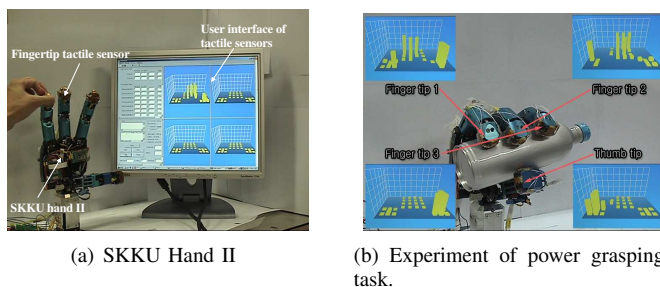 User interface of
tactile sensors
Fingertip tactile sensor
SKKU hand II
Finger tip 1
Finger tip 2
Finger tip 3
Thumb tip
(a) SKKU Hand II
(b) Experiment of power grasping
task.